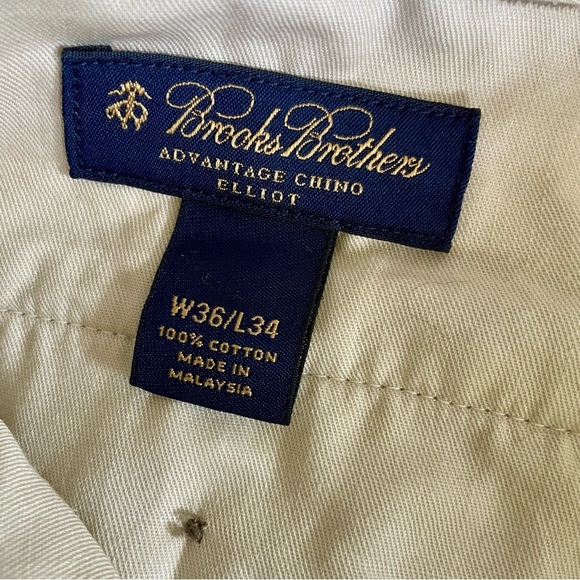 Brooks Brothers
ADVANTAGE CHINO
ELLIOT
W36/L34
100% COTTON
MADE IN
MALAYSIA